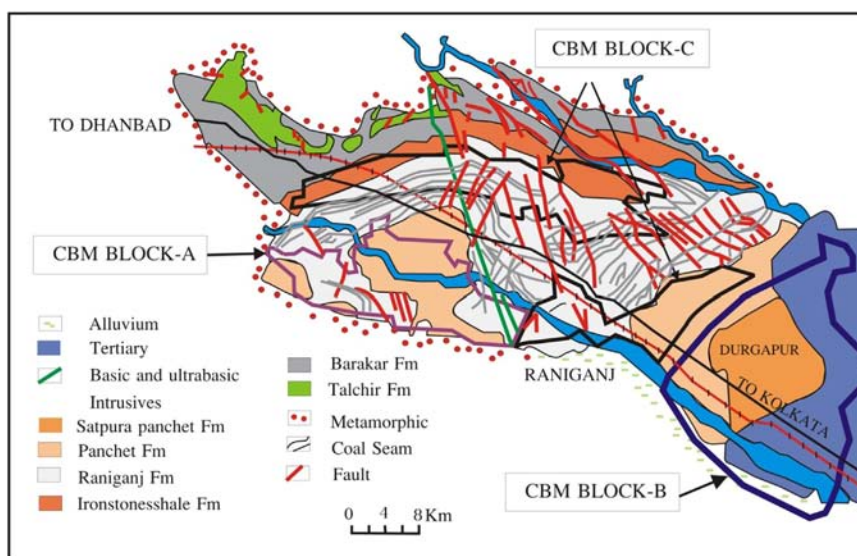 CBM BLOCK-C
TO DHANBAD
CBM BLOCK-A
Alluvium
Tertiary
Basic and ultrabasic
Intrusives
Satpura panchet Fm
Panchet Fm
Raniganj Fm
Ironstonesshale Fm
Barakar Fm
Talchir Fm
Metamorphic
Coal Seam
Fault
0 4 8 Km
RANIGANJ
DURGAPUR
TO KOLKATA
CBM BLOCK-B